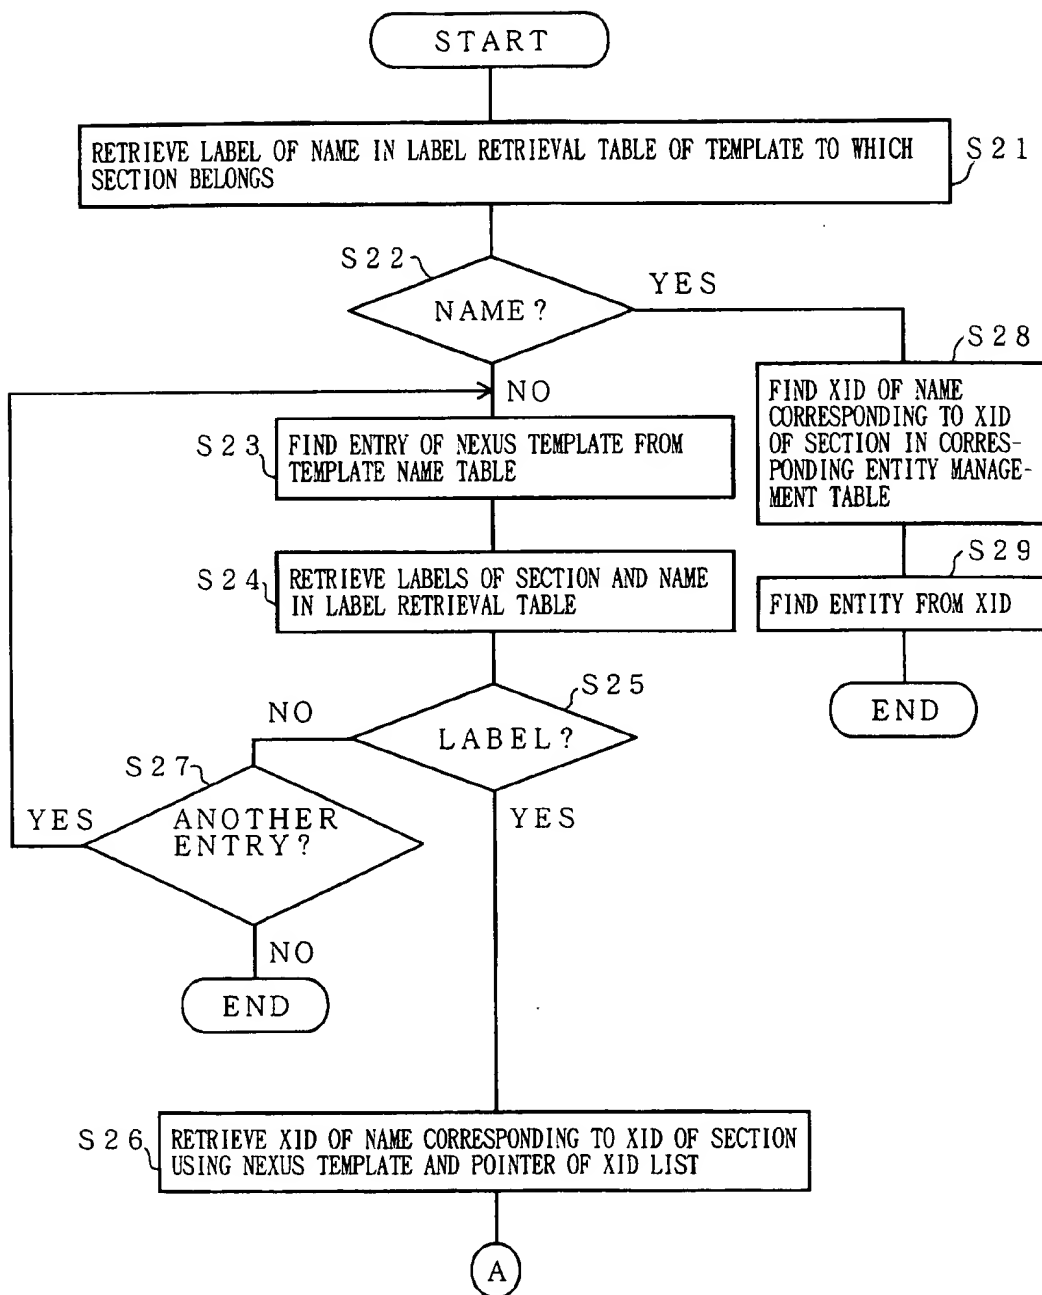 START
RETRIEVE LABEL OF NAME IN LABEL RETRIEVAL TABLE OF TEMPLATE TO WHICH
SECTION BELONGS
S21
S22
NAME?
YES
NO
S28
FIND XID OF NAME
CORRESPONDING TO XID
OF SECTION IN CORRES-
PONDING ENTITY MANAGE-
MENT TABLE
S23
FIND ENTRY OF NEXUS TEMPLATE FROM
TEMPLATE NAME TABLE
S24
RETRIEVE LABELS OF SECTION AND NAME
IN LABEL RETRIEVAL TABLE
S29
FIND ENTITY FROM XID
END
S25
LABEL?
NO
YES
S27
ANOTHER
ENTRY?
YES
NO
END
S26
RETRIEVE XID OF NAME CORRESPONDING TO XID OF SECTION
USING NEXUS TEMPLATE AND POINTER OF XID LIST
A